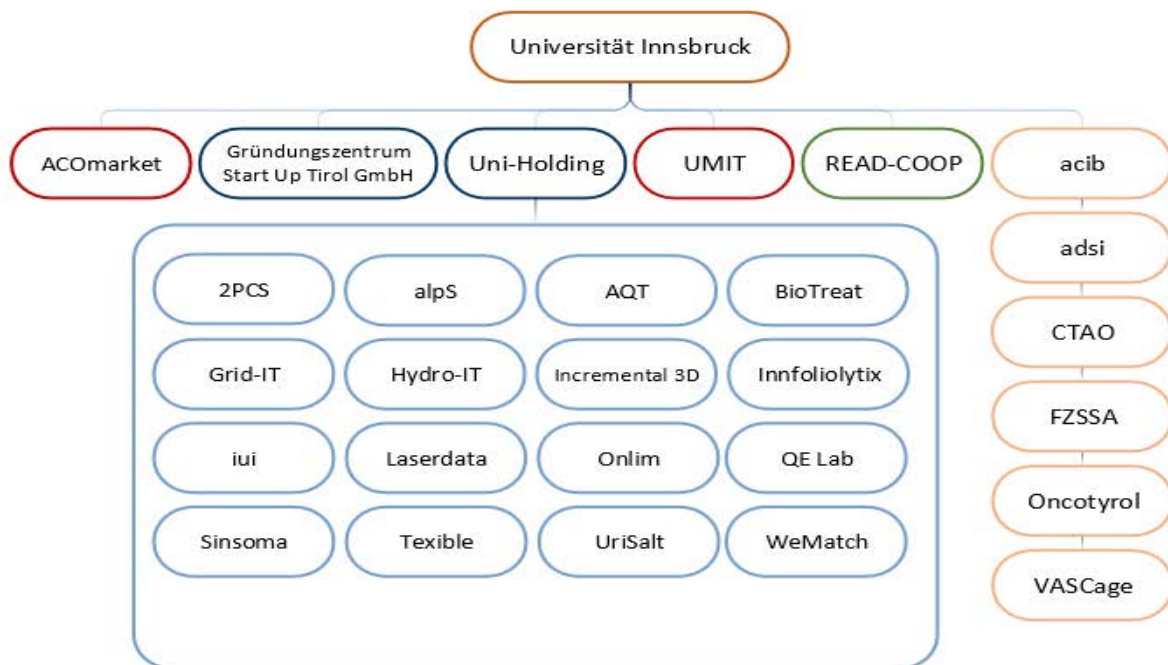 Universität Innsbruck
ACOmarket
Gründungszentrum
Start Up Tirol GmbH
Uni-Holding
UMIT
READ-COOP
acib
adsi
CTAO
FZSSA
Oncotyrol
VASCage
2PCS
alpS
AQT
BioTreat
Grid-IT
Hydro-IT
Incremental 3D
Innfoliolytix
iui
Laserdata
Onlim
QE Lab
Sinsoma
Texible
UriSalt
WeMatch